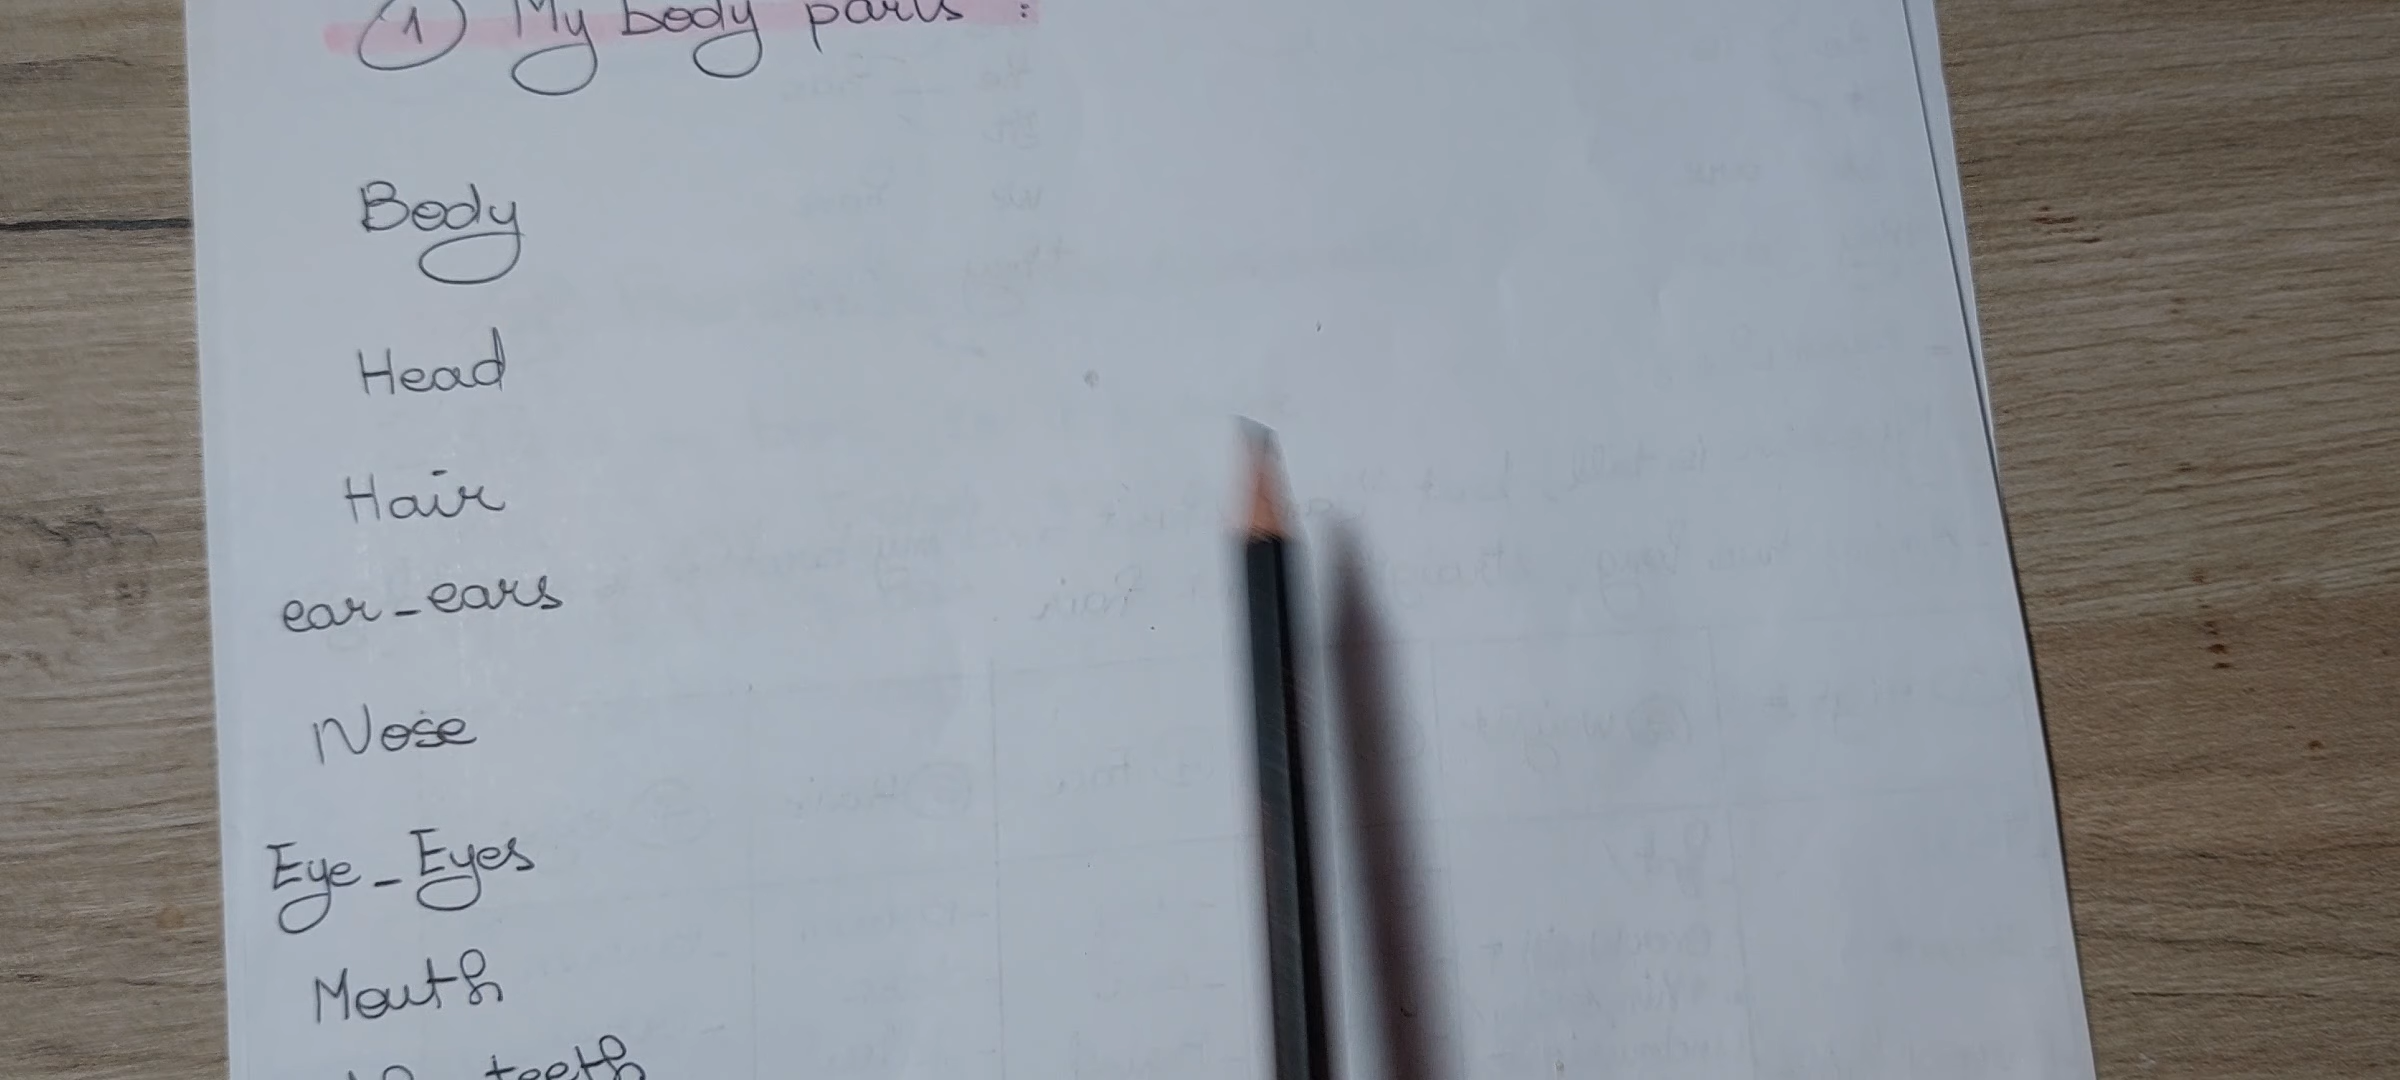 1 My body parts :
Body
Head
Hair
ear - ears
Nose
Eye - Eyes
Mouth
teeth